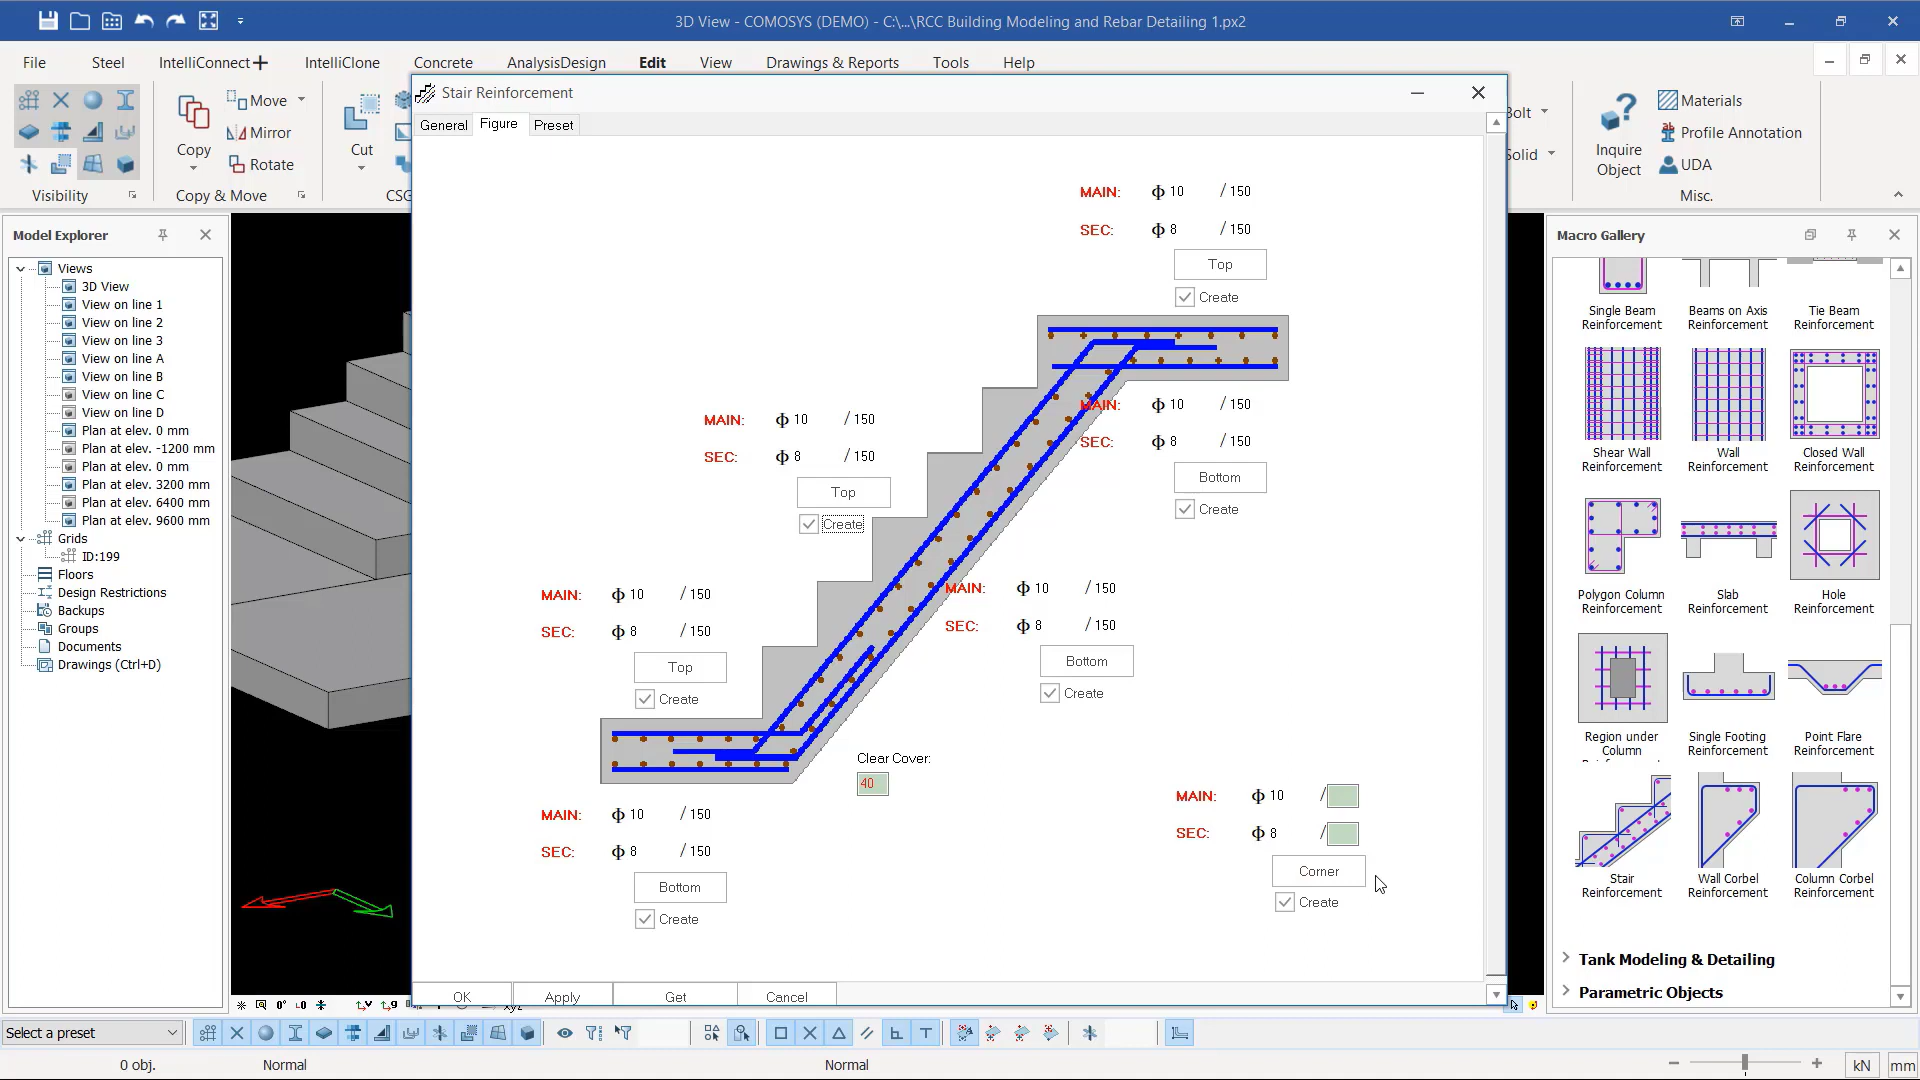 3D View - COMOSYS (DEMO) - C:\...\RCC Building Modeling and Rebar Detailing 1.px2
File
Steel
IntelliConnect
IntelliClone
Concrete
AnalysisDesign
Edit
View
Drawings & Reports
Tools
Help
Visibility
Copy
Move
Mirror
Rotate
Copy & Move
Cut
CSG
Bolt
Solid
Inquire
Object
Materials
Profile Annotation
UDA
Misc.
Model Explorer
Views
3D View
View on line 1
View on line 2
View on line 3
View on line A
View on line B
View on line C
View on line D
Plan at elev. 0 mm
Plan at elev. -1200 mm
Plan at elev. 0 mm
Plan at elev. 3200 mm
Plan at elev. 6400 mm
Plan at elev. 9600 mm
Grids
ID:199
Floors
Design Restrictions
Backups
Groups
Documents
Drawings (Ctrl+D)
Stair Reinforcement
General
Figure
Preset
MAIN: ϕ 10 / 150
SEC: ϕ 8 / 150
Top
Create
MAIN: ϕ 10 / 150
SEC: ϕ 8 / 150
Bottom
Create
MAIN: ϕ 10 / 150
SEC: ϕ 8 / 150
Top
Create
MAIN: ϕ 10 / 150
SEC: ϕ 8 / 150
Top
Create
MAIN: ϕ 10 / 150
SEC: ϕ 8 / 150
Bottom
Create
Clear Cover:
40
MAIN: ϕ 10 / 150
SEC: ϕ 8 / 150
Bottom
Create
MAIN: ϕ 10 /
SEC: ϕ 8 /
Corner
Create
OK
Apply
Get
Cancel
Macro Gallery
Single Beam
Reinforcement
Beams on Axis
Reinforcement
Tie Beam
Reinforcement
Shear Wall
Reinforcement
Wall
Reinforcement
Closed Wall
Reinforcement
Polygon Column
Reinforcement
Slab
Reinforcement
Hole
Reinforcement
Region under
Column
Single Footing
Reinforcement
Point Flare
Reinforcement
Stair
Reinforcement
Wall Corbel
Reinforcement
Column Corbel
Reinforcement
Tank Modeling & Detailing
Parametric Objects
Select a preset
0 obj.
Normal
Normal
kN
mm